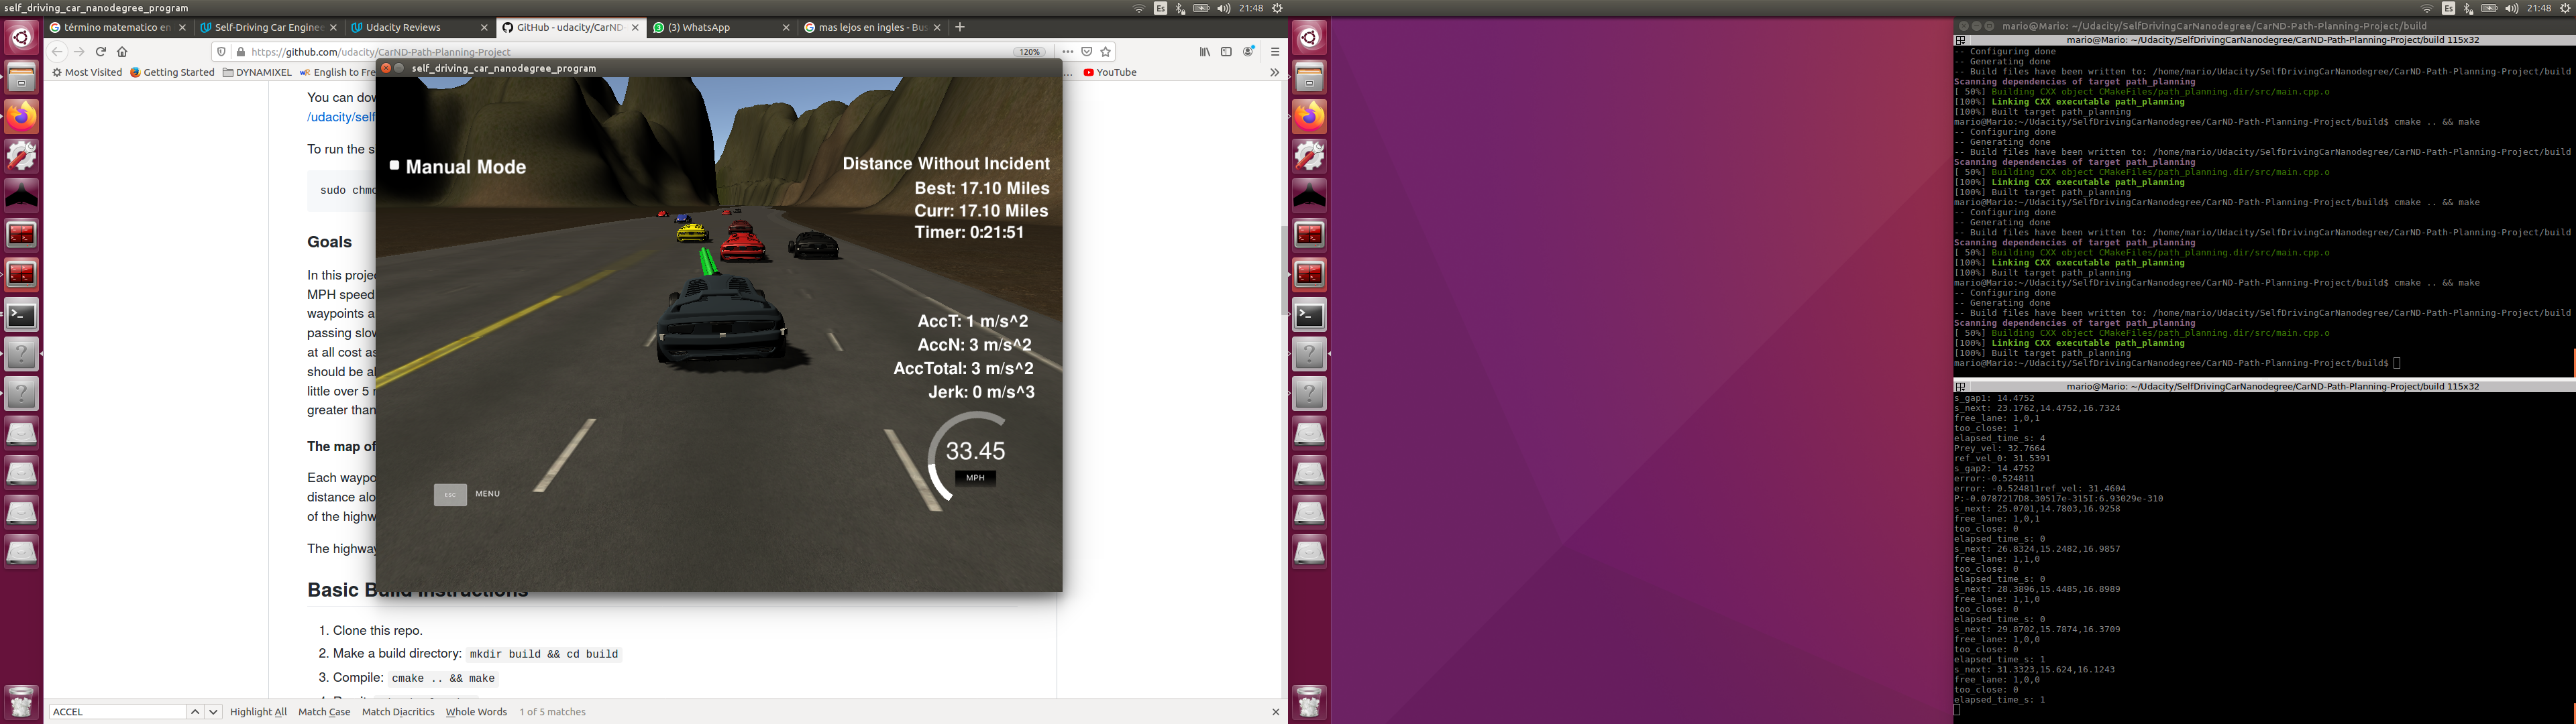 self_driving_car_nanodegree_program
Es
21:48
Es
21:48
término matematico en
Self-Driving Car Enginee
Udacity Reviews
GitHub - udacity/CarND-
(3) WhatsApp
mas lejos en ingles - Bus
https://github.com/udacity/CarND-Path-Planning-Project
120%
Most Visited
Getting Started
DYNAMIXEL
English to Fre
YouTube
self_driving_car_nanodegree_program
You can dow
/udacity/self
To run the s
sudo chmo
Goals
In this projec
MPH speed
waypoints a
passing slow
at all cost as
should be al
little over 5 m
greater than
The map of
Each waypo
distance alo
of the highw
The highway
Basic Build Instructions
1. Clone this repo.
2. Make a build directory: mkdir build && cd build
3. Compile: cmake .. && make
Manual Mode
Distance Without Incident
Best: 17.10 Miles
Curr: 17.10 Miles
Timer: 0:21:51
AccT: 1 m/s^2
AccN: 3 m/s^2
AccTotal: 3 m/s^2
Jerk: 0 m/s^3
33.45
MPH
ESC
MENU
ACCEL
Highlight All
Match Case
Match Diacritics
Whole Words
1 of 5 matches
mario@Mario: ~/Udacity/SelfDrivingCarNanodegree/CarND-Path-Planning-Project/build
mario@Mario: ~/Udacity/SelfDrivingCarNanodegree/CarND-Path-Planning-Project/build 115x32
-- Configuring done
-- Generating done
-- Build files have been written to: /home/mario/Udacity/SelfDrivingCarNanodegree/CarND-Path-Planning-Project/build
Scanning dependencies of target path_planning
[ 50%] Building CXX object CMakeFiles/path_planning.dir/src/main.cpp.o
[100%] Linking CXX executable path_planning
[100%] Built target path_planning
mario@Mario:~/Udacity/SelfDrivingCarNanodegree/CarND-Path-Planning-Project/build$ cmake .. && make
-- Configuring done
-- Generating done
-- Build files have been written to: /home/mario/Udacity/SelfDrivingCarNanodegree/CarND-Path-Planning-Project/build
Scanning dependencies of target path_planning
[ 50%] Building CXX object CMakeFiles/path_planning.dir/src/main.cpp.o
[100%] Linking CXX executable path_planning
[100%] Built target path_planning
mario@Mario:~/Udacity/SelfDrivingCarNanodegree/CarND-Path-Planning-Project/build$ cmake .. && make
-- Configuring done
-- Generating done
-- Build files have been written to: /home/mario/Udacity/SelfDrivingCarNanodegree/CarND-Path-Planning-Project/build
Scanning dependencies of target path_planning
[ 50%] Building CXX object CMakeFiles/path_planning.dir/src/main.cpp.o
[100%] Linking CXX executable path_planning
[100%] Built target path_planning
mario@Mario:~/Udacity/SelfDrivingCarNanodegree/CarND-Path-Planning-Project/build$ cmake .. && make
-- Configuring done
-- Generating done
-- Build files have been written to: /home/mario/Udacity/SelfDrivingCarNanodegree/CarND-Path-Planning-Project/build
Scanning dependencies of target path_planning
[ 50%] Building CXX object CMakeFiles/path_planning.dir/src/main.cpp.o
[100%] Linking CXX executable path_planning
[100%] Built target path_planning
mario@Mario:~/Udacity/SelfDrivingCarNanodegree/CarND-Path-Planning-Project/build$
mario@Mario: ~/Udacity/SelfDrivingCarNanodegree/CarND-Path-Planning-Project/build 115x32
s_gap1: 14.4752
s_next: 23.1762,14.4752,16.7324
free_lane: 1,0,1
too_close: 1
elapsed_time_s: 4
Prey_vel: 32.7664
ref_vel_0: 31.5391
s_gap2: 14.4752
error:-0.524811
error: -0.524811ref_vel: 31.4604
P:-0.0787217D8.30517e-315I:6.93029e-310
s_next: 25.0701,14.7803,16.9258
free_lane: 1,0,1
too_close: 0
elapsed_time_s: 0
s_next: 26.8324,15.2482,16.9857
free_lane: 1,1,0
too_close: 0
elapsed_time_s: 0
s_next: 28.3896,15.4485,16.8989
free_lane: 1,1,0
too_close: 0
elapsed_time_s: 0
s_next: 29.8702,15.7874,16.3709
free_lane: 1,0,0
too_close: 0
elapsed_time_s: 1
s_next: 31.3323,15.624,16.1243
free_lane: 1,0,0
too_close: 0
elapsed_time_s: 1